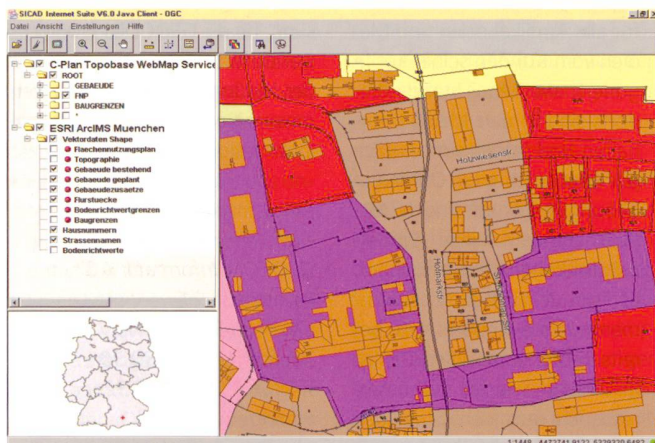 SICAD Internet Suite V6.0 Java Client - OGC
Datei Ansicht Einstellungen Hilfe
C-Plan Topobase WebMap Service
ROOT
GEBAEUDE
FNP
BAUGRENZEN
*
ESRI ArcIMS Muenchen
Vektordaten Shape
Flaechennutzungsplan
Topographie
Gebaeude bestehend
Gebaeude geplant
Gebaeudezusaetze
Flurstuecke
Bodenrichtwertgrenzen
Baugrenzen
Hausnummern
Strassennamen
Bodenrichtwerte
Holzwiesenstr.
Hofmarkstr.